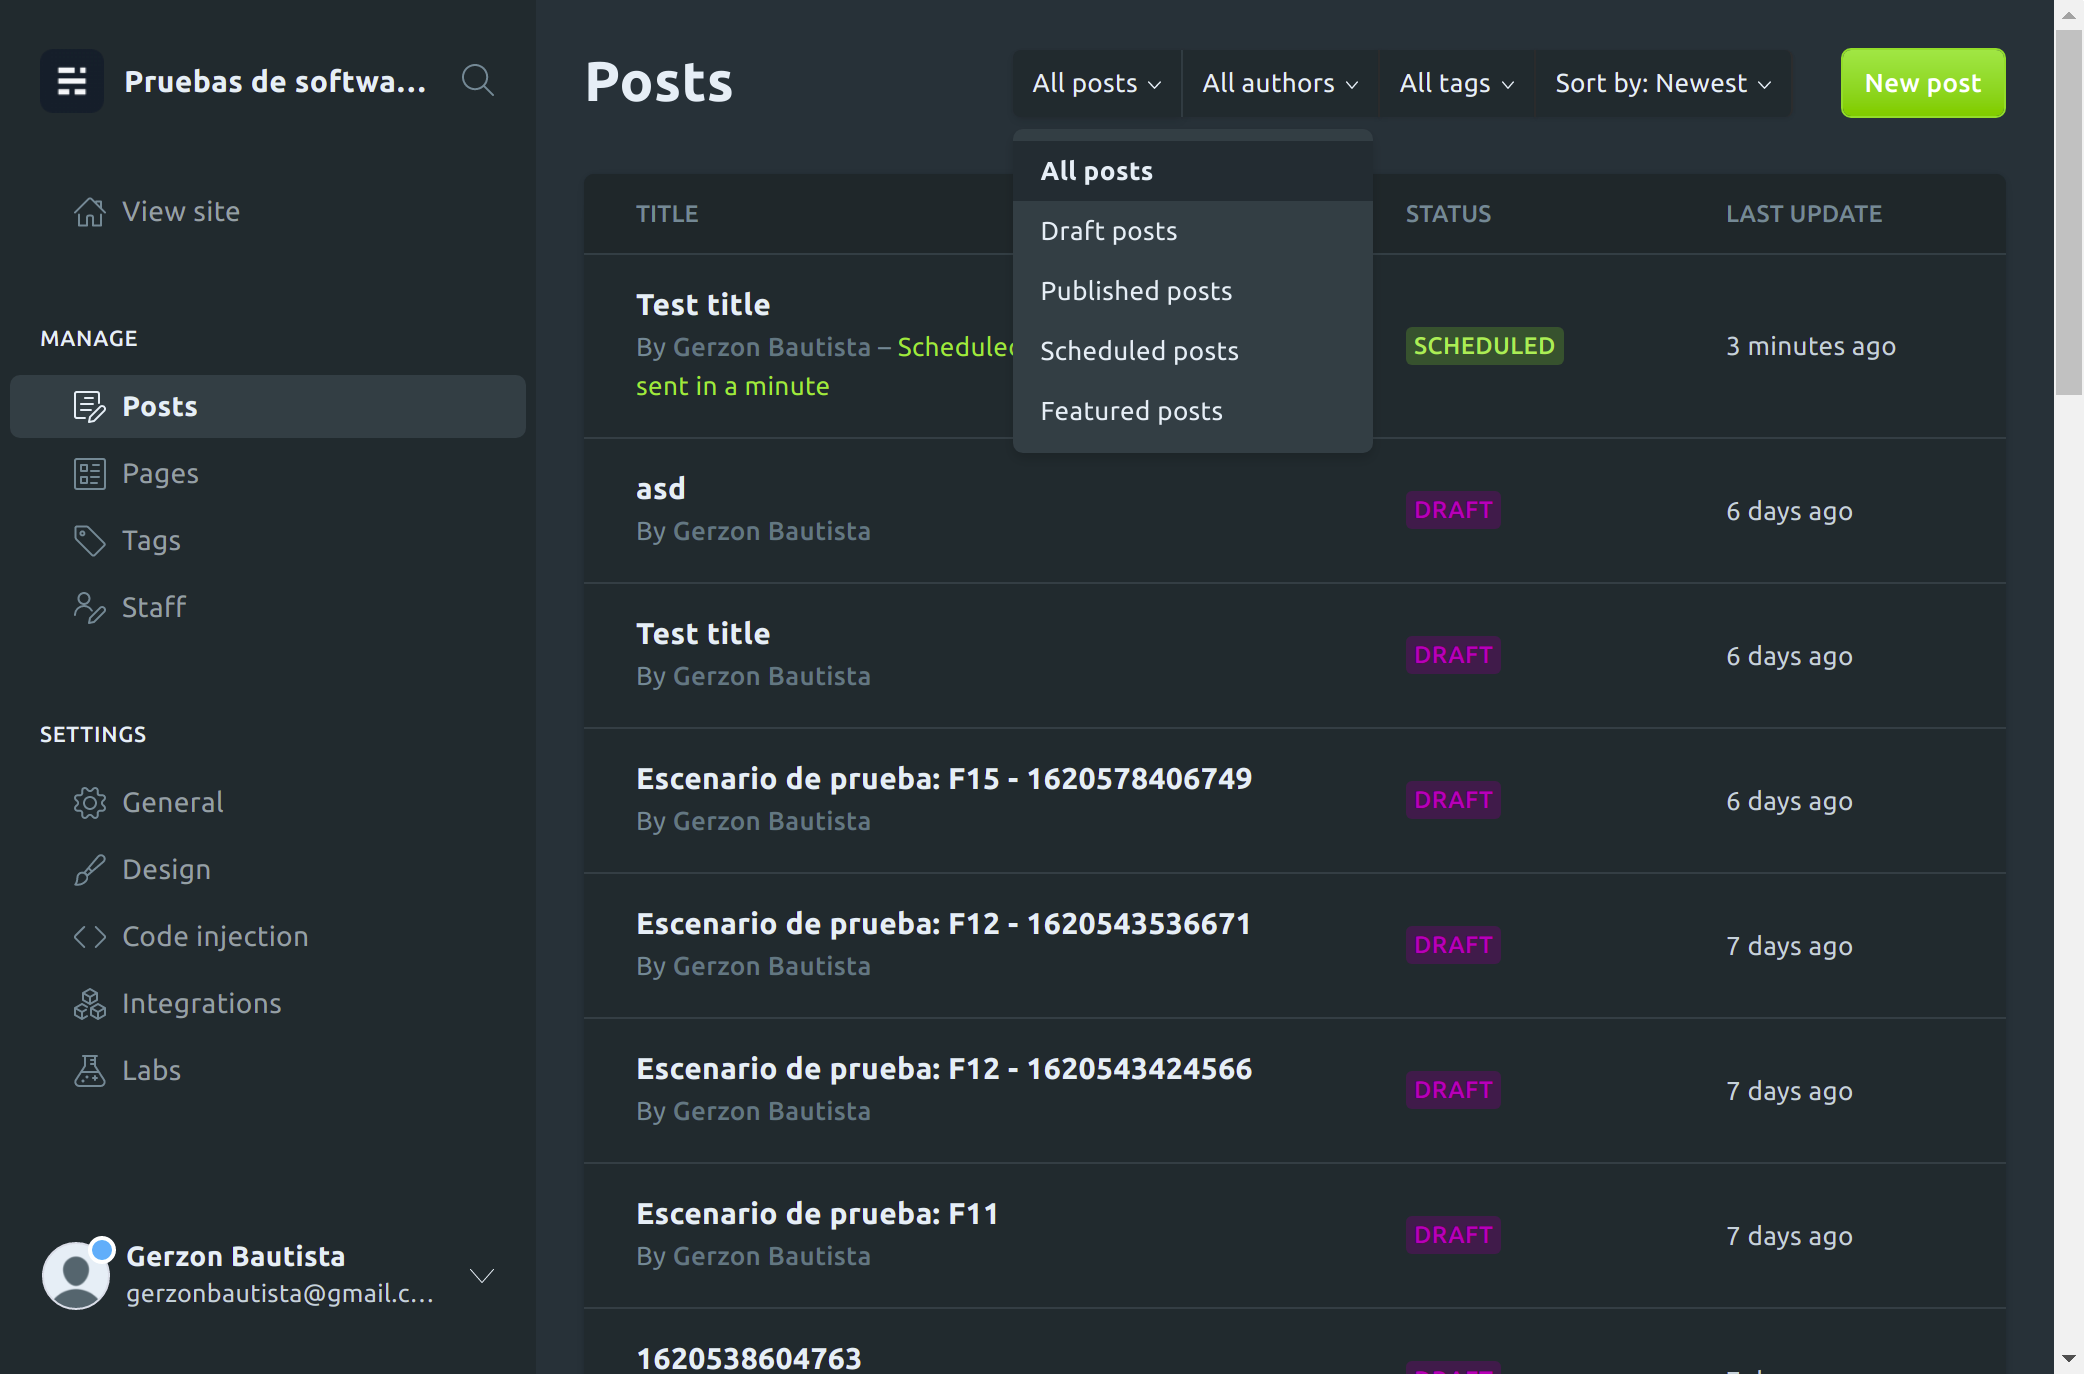 Pruebas de softwa...
View site
MANAGE
Posts
Pages
Tags
Staff
SETTINGS
General
Design
Code injection
Integrations
Labs
Gerzon Bautista
gerzonbautista@gmail.c...
Posts
All posts
All authors
All tags
Sort by: Newest
New post
All posts
Draft posts
Published posts
Scheduled posts
Featured posts
TITLE
STATUS
LAST UPDATE
Test title
By Gerzon Bautista – Scheduled
sent in a minute
SCHEDULED
3 minutes ago
asd
By Gerzon Bautista
DRAFT
6 days ago
Test title
By Gerzon Bautista
DRAFT
6 days ago
Escenario de prueba: F15 - 1620578406749
By Gerzon Bautista
DRAFT
6 days ago
Escenario de prueba: F12 - 1620543536671
By Gerzon Bautista
DRAFT
7 days ago
Escenario de prueba: F12 - 1620543424566
By Gerzon Bautista
DRAFT
7 days ago
Escenario de prueba: F11
By Gerzon Bautista
DRAFT
7 days ago
1620538604763
DRAFT